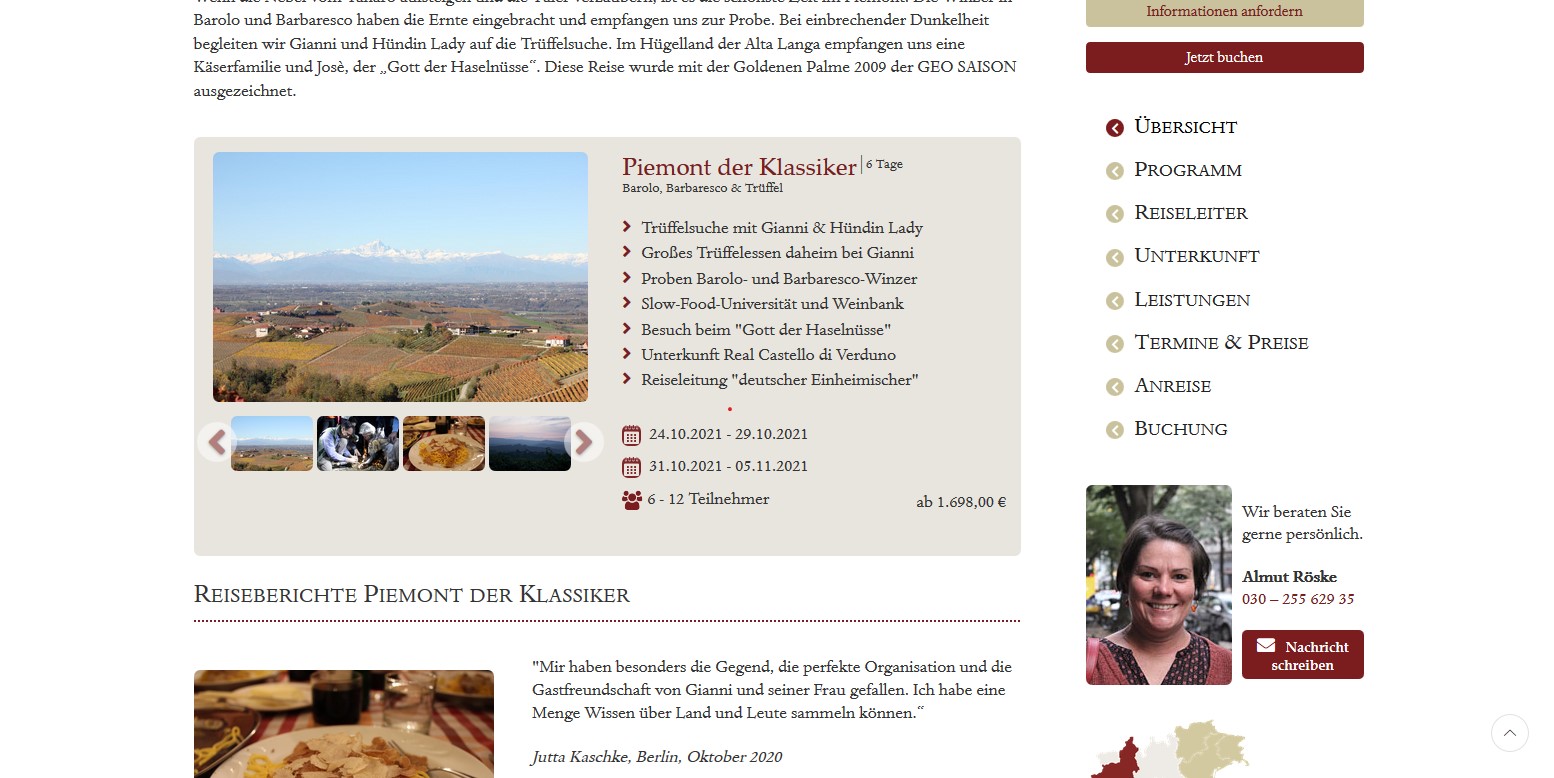 Barolo und Barbaresco haben die Ernte eingebracht und empfangen uns zur Probe. Bei einbrechender Dunkelheit
begleiten wir Gianni und Hündin Lady auf die Trüffelsuche. Im Hügelland der Alta Langa empfangen uns eine
Käserfamilie und Josè, der „Gott der Haselnüsse“. Diese Reise wurde mit der Goldenen Palme 2009 der GEO SAISON
ausgezeichnet.
Piemont der Klassiker | 6 Tage
Barolo, Barbaresco & Trüffel
Trüffelsuche mit Gianni & Hündin Lady
Großes Trüffelessen daheim bei Gianni
Proben Barolo- und Barbaresco-Winzer
Slow-Food-Universität und Weinbank
Besuch beim "Gott der Haselnüsse"
Unterkunft Real Castello di Verduno
Reiseleitung "deutscher Einheimischer"
24.10.2021 - 29.10.2021
31.10.2021 - 05.11.2021
6 - 12 Teilnehmer
ab 1.698,00 €
Reiseberichte Piemont der Klassiker
"Mir haben besonders die Gegend, die perfekte Organisation und die
Gastfreundschaft von Gianni und seiner Frau gefallen. Ich habe eine
Menge Wissen über Land und Leute sammeln können.“
Jutta Kaschke, Berlin, Oktober 2020
Informationen anfordern
Jetzt buchen
Übersicht
Programm
Reiseleiter
Unterkunft
Leistungen
Termine & Preise
Anreise
Buchung
Wir beraten Sie
gerne persönlich.
Almut Röske
030 – 255 629 35
Nachricht
schreiben